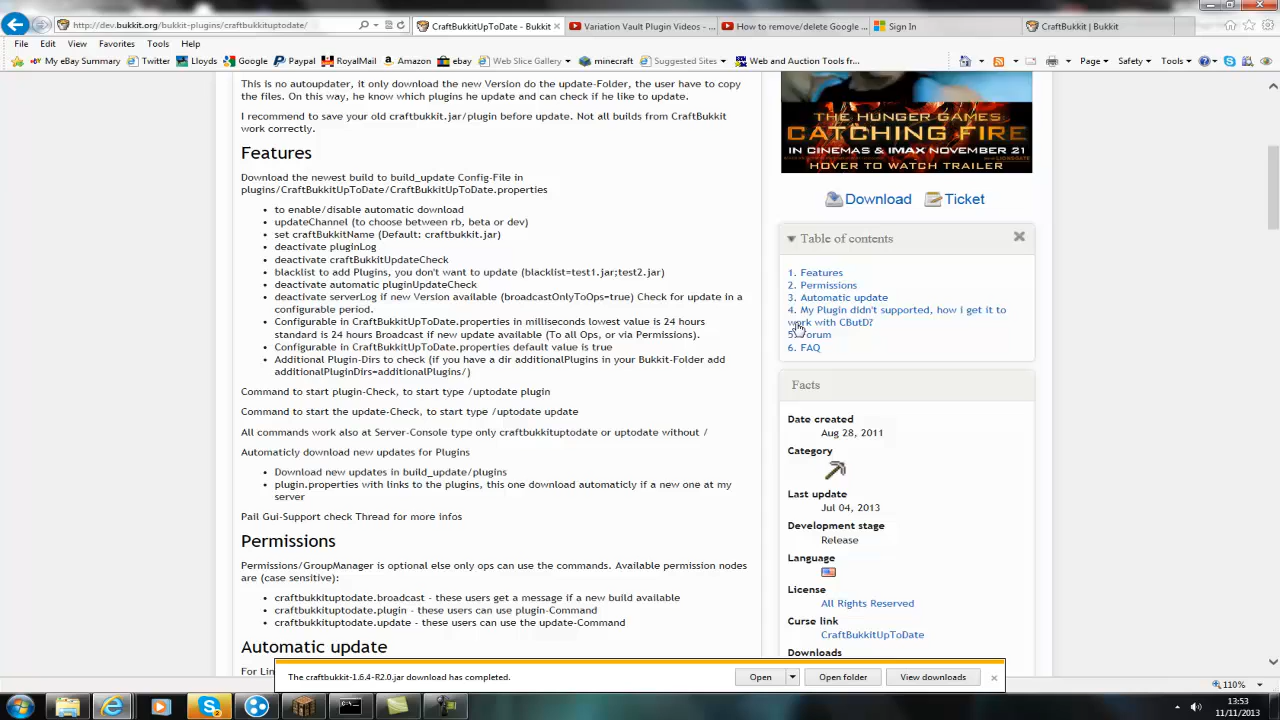 http://dev.bukkit.org/bukkit-plugins/craftbukkituptodate/
CraftBukkitUpToDate - Bukkit
Variation Vault Plugin Videos - ...
How to remove/delete Google ...
Sign In
CraftBukkit | Bukkit
File Edit View Favorites Tools Help
My eBay Summary Twitter Lloyds Google Paypal RoyalMail Amazon ebay Web Slice Gallery minecraft Suggested Sites Web and Auction Tools fr...
Page Safety Tools
This is no autoupdater, it only download the new Version do the update-Folder, the user have to copy
the files. On this way, he know which plugins he update and can check if he like to update.
I recommend to save your old craftbukkit.jar/plugin before update. Not all builds from CraftBukkit
work correctly.
Features
Download the newest build to build_update Config-File in
plugins/CraftBukkitUpToDate/CraftBukkitUpToDate.properties
to enable/disable automatic download
updateChannel (to choose between rb, beta or dev)
set craftBukkitName (Default: craftbukkit.jar)
deactivate pluginLog
deactivate craftBukkitUpdateCheck
blacklist to add Plugins, you don't want to update (blacklist=test1.jar;test2.jar)
deactivate automatic pluginUpdateCheck
deactivate serverLog if new Version available (broadcastOnlyToOps=true) Check for update in a
configurable period.
Configurable in CraftBukkitUpToDate.properties in milliseconds lowest value is 24 hours
standard is 24 hours Broadcast if new update available (To all Ops, or via Permissions).
Configurable in CraftBukkitUpToDate.properties default value is true
Additional Plugin-Dirs to check (if you have a dir additionalPlugins in your Bukkit-Folder add
additionalPluginDirs=additionalPlugins/)
Command to start plugin-Check, to start type /uptodate plugin
Command to start the update-Check, to start type /uptodate update
All commands work also at Server-Console type only craftbukkituptodate or uptodate without /
Automaticly download new updates for Plugins
Download new updates in build_update/plugins
plugin.properties with links to the plugins, this one download automaticly if a new one at my
server
Pail Gui-Support check Thread for more infos
Permissions
Permissions/GroupManager is optional else only ops can use the commands. Available permission nodes
are (case sensitive):
craftbukkituptodate.broadcast - these users get a message if a new build available
craftbukkituptodate.plugin - these users can use plugin-Command
craftbukkituptodate.update - these users can use the update-Command
Automatic update
For Lin
THE HUNGER GAMES
CATCHING FIRE
IN CINEMAS & IMAX NOVEMBER 21
HOVER TO WATCH TRAILER
Download Ticket
Table of contents
1. Features
2. Permissions
3. Automatic update
4. My Plugin didn't supported, how i get it to
work with CButD?
5. Forum
6. FAQ
Facts
Date created
Aug 28, 2011
Category
Last update
Jul 04, 2013
Development stage
Release
Language
License
All Rights Reserved
Curse link
CraftBukkitUpToDate
Downloads
The craftbukkit-1.6.4-R2.0.jar download has completed.
Open Open folder View downloads
110%
13:53
11/11/2013